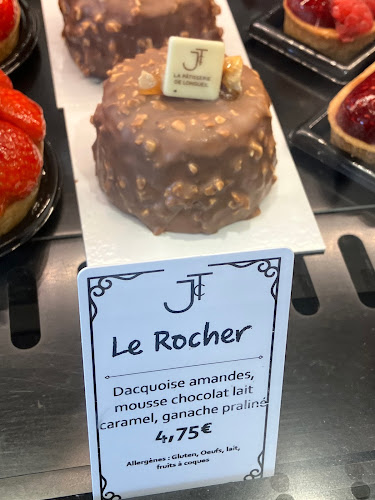 JT
LA PÂTISSERIE
DE LONGUEIL
JT
Le Rocher
Dacquoise amandes,
mousse chocolat lait
caramel, ganache praliné
4,75€
Allergènes : Gluten, Oeufs, lait,
fruits à coques